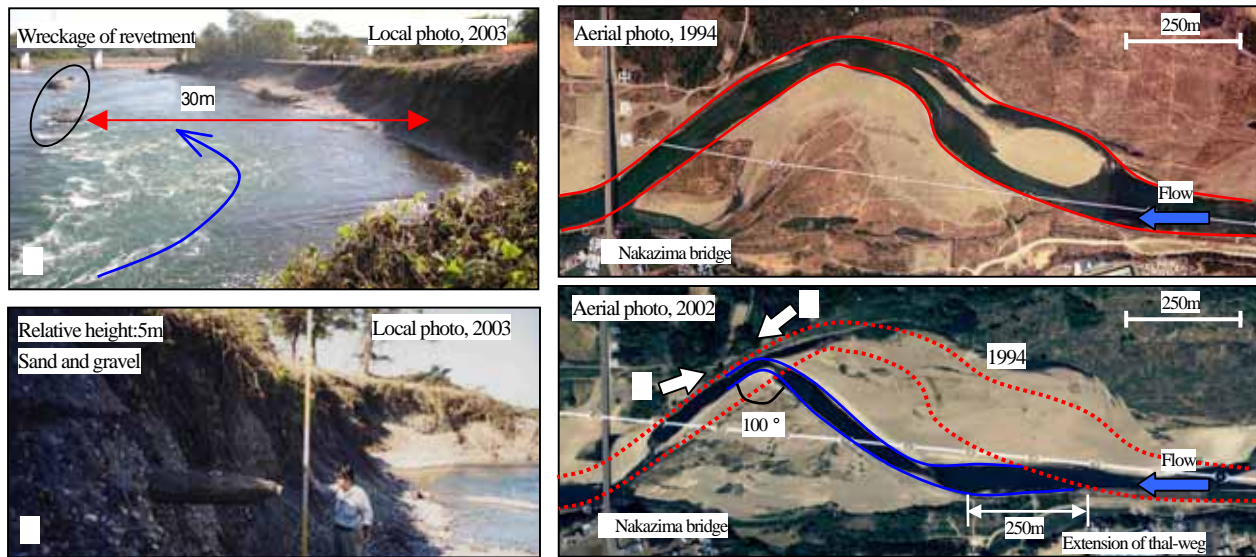 Wreckage of revetment
Local photo, 2003
30m
Relative height:5m
Sand and gravel
Local photo, 2003
Aerial photo, 1994
250m
Flow
Nakazima bridge
Aerial photo, 2002
250m
1994
100 °
Flow
Nakazima bridge
250m
Extension of thal-weg